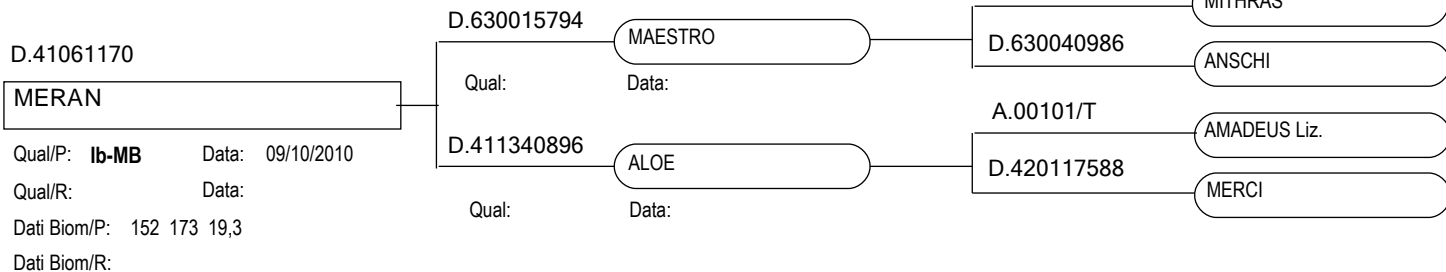 MITHRAS
D.630015794
MAESTRO
D.630040986
ANSCHI
D.41061170
MERAN
Qual: Data:
A.00101/T
AMADEUS Liz.
Qual/P: Ib-MB Data: 09/10/2010
D.411340896
ALOE
D.420117588
MERCI
Qual/R: Data:
Qual: Data:
Dati Biom/P: 152 173 19,3
Dati Biom/R: